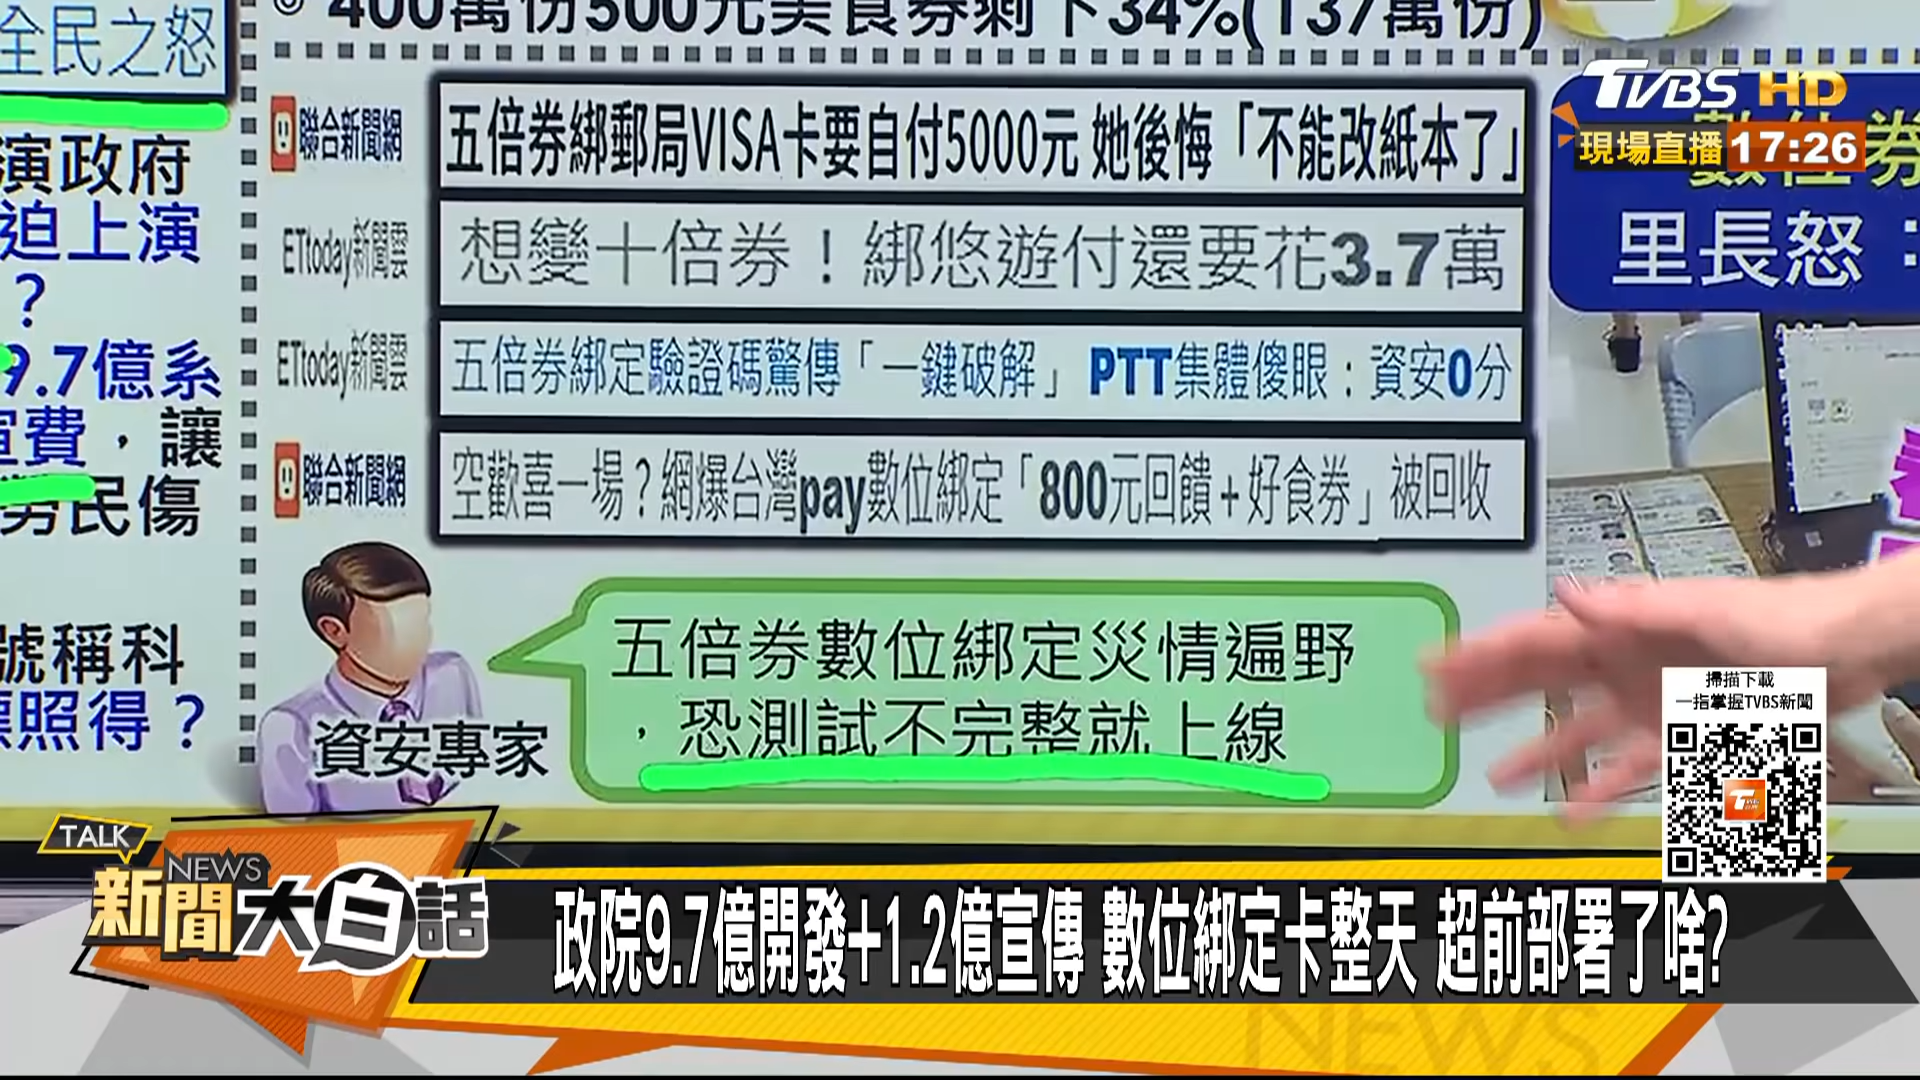 400萬份500元美食券剩下34%(137萬份)
全民之怒
TVBS HD
現場直播 17:26
聯合新聞網
五倍券綁郵局VISA卡要自付5000元 她後悔「不能改紙本了」
ETtoday新聞雲
想變十倍券！綁悠遊付還要花3.7萬
ETtoday新聞雲
五倍券綁定驗證碼驚傳「一鍵破解」 PTT集體傻眼：資安0分
聯合新聞網
空歡喜一場？網爆台灣pay數位綁定「800元回饋+好食券」被回收
演政府
迫上演
？
9.7億系
宣費，讓
勞民傷
號稱科
票照得？
數位券
里長怒：
五倍券數位綁定災情遍野
，恐測試不完整就上線
資安專家
掃描下載
一指掌握TVBS新聞
TALK
NEWS
新聞大白話
政院9.7億開發+1.2億宣傳 數位綁定卡整天 超前部署了啥?
NEWS